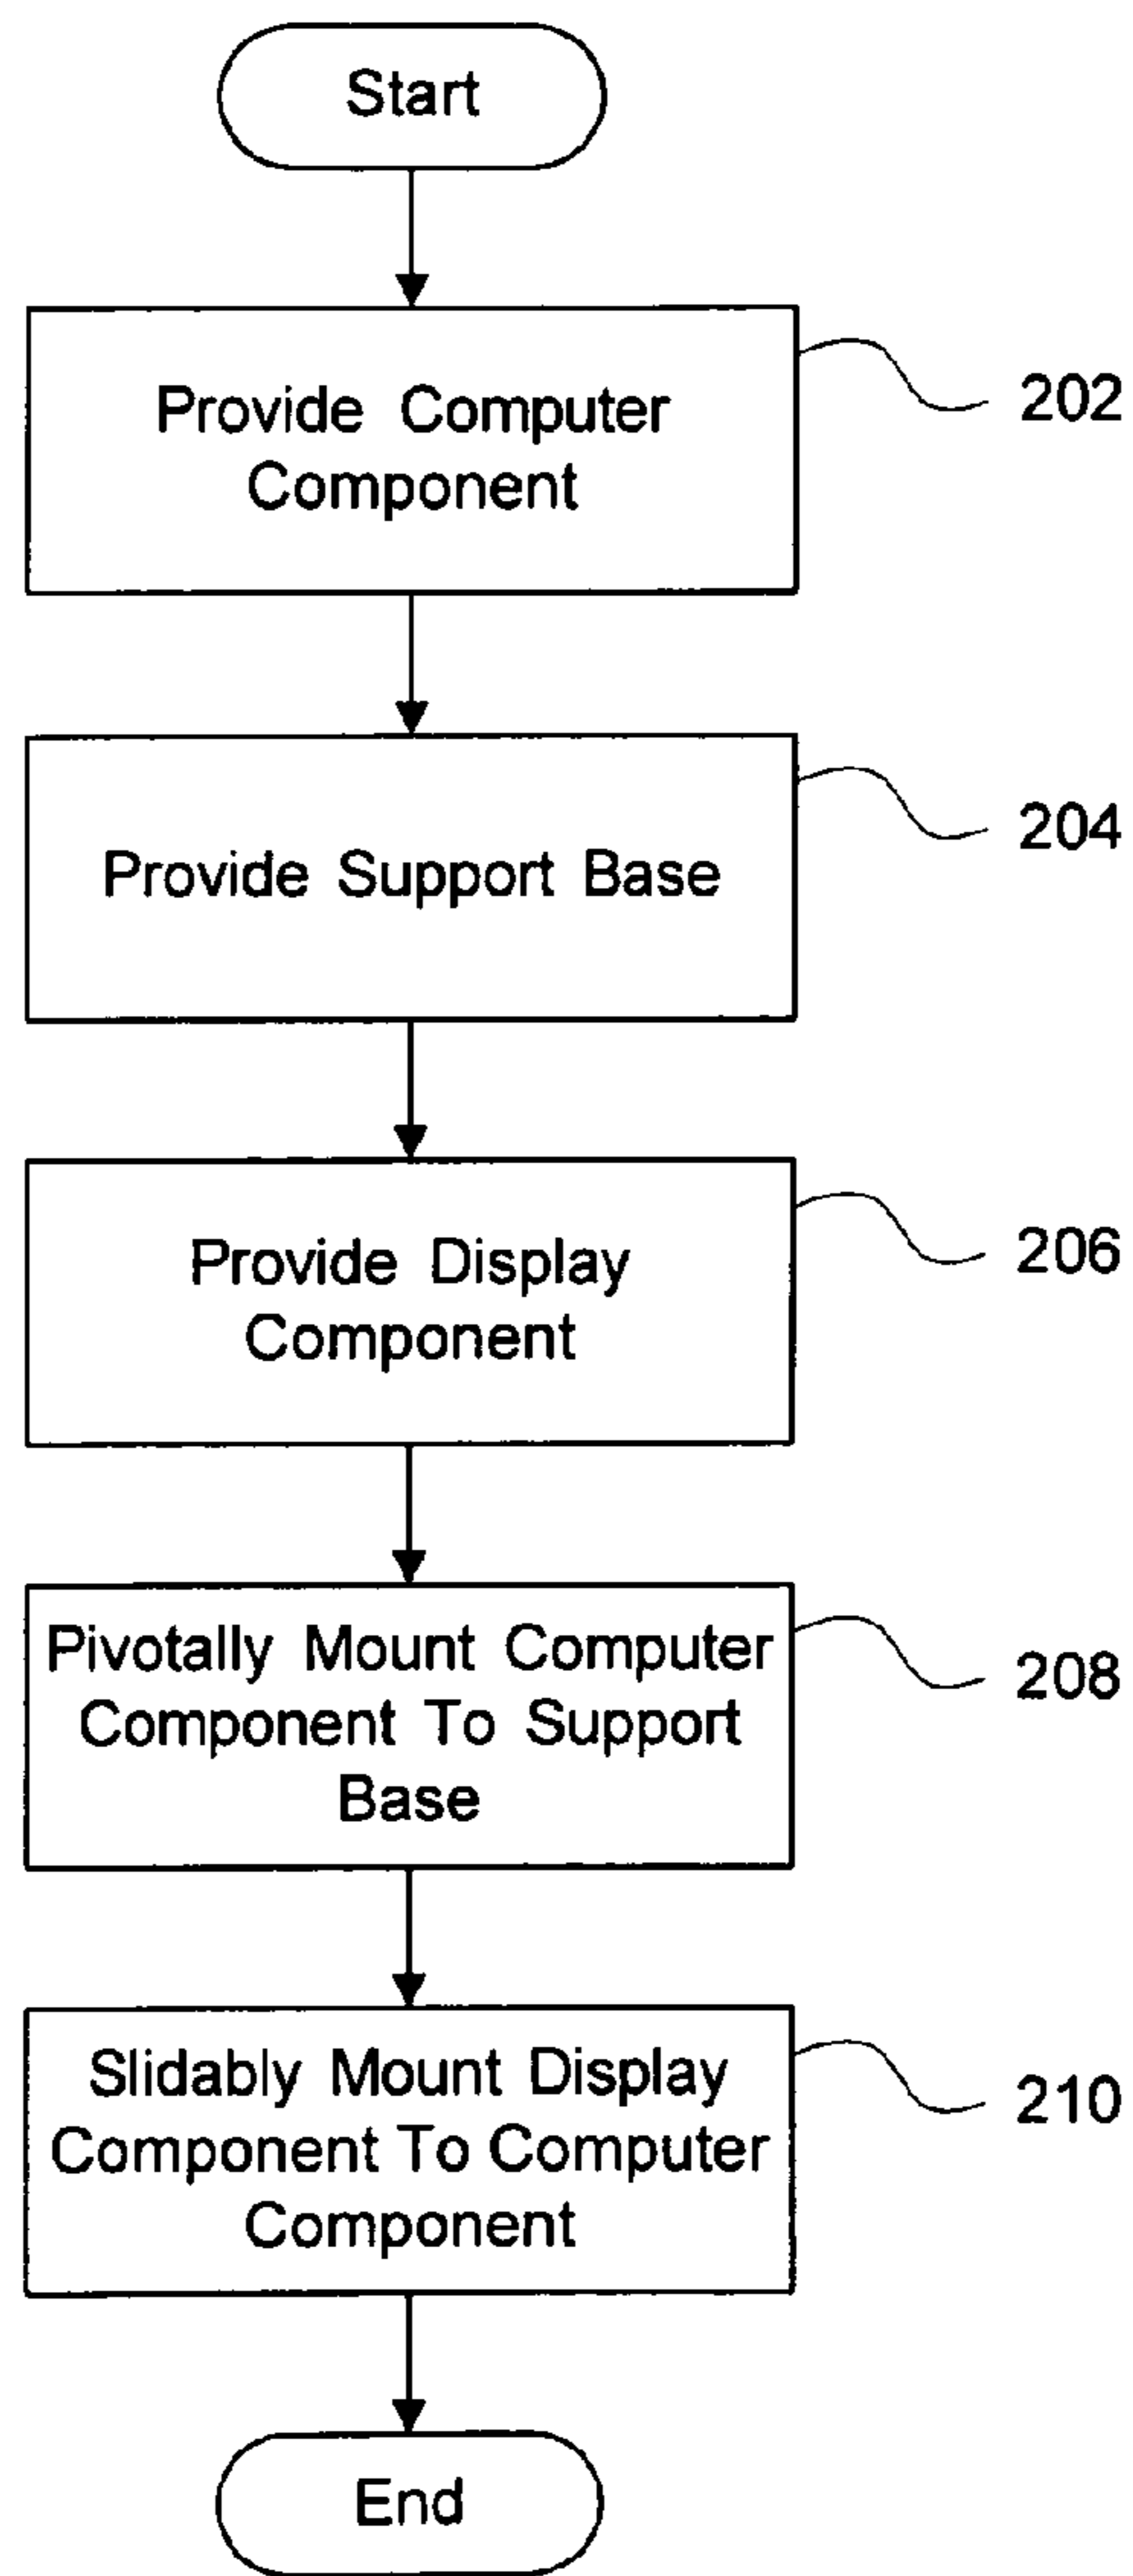 Start
Provide Computer
Component
202
Provide Support Base
204
Provide Display
Component
206
Pivotally Mount Computer
Component To Support
Base
208
Slidably Mount Display
Component To Computer
Component
210
End